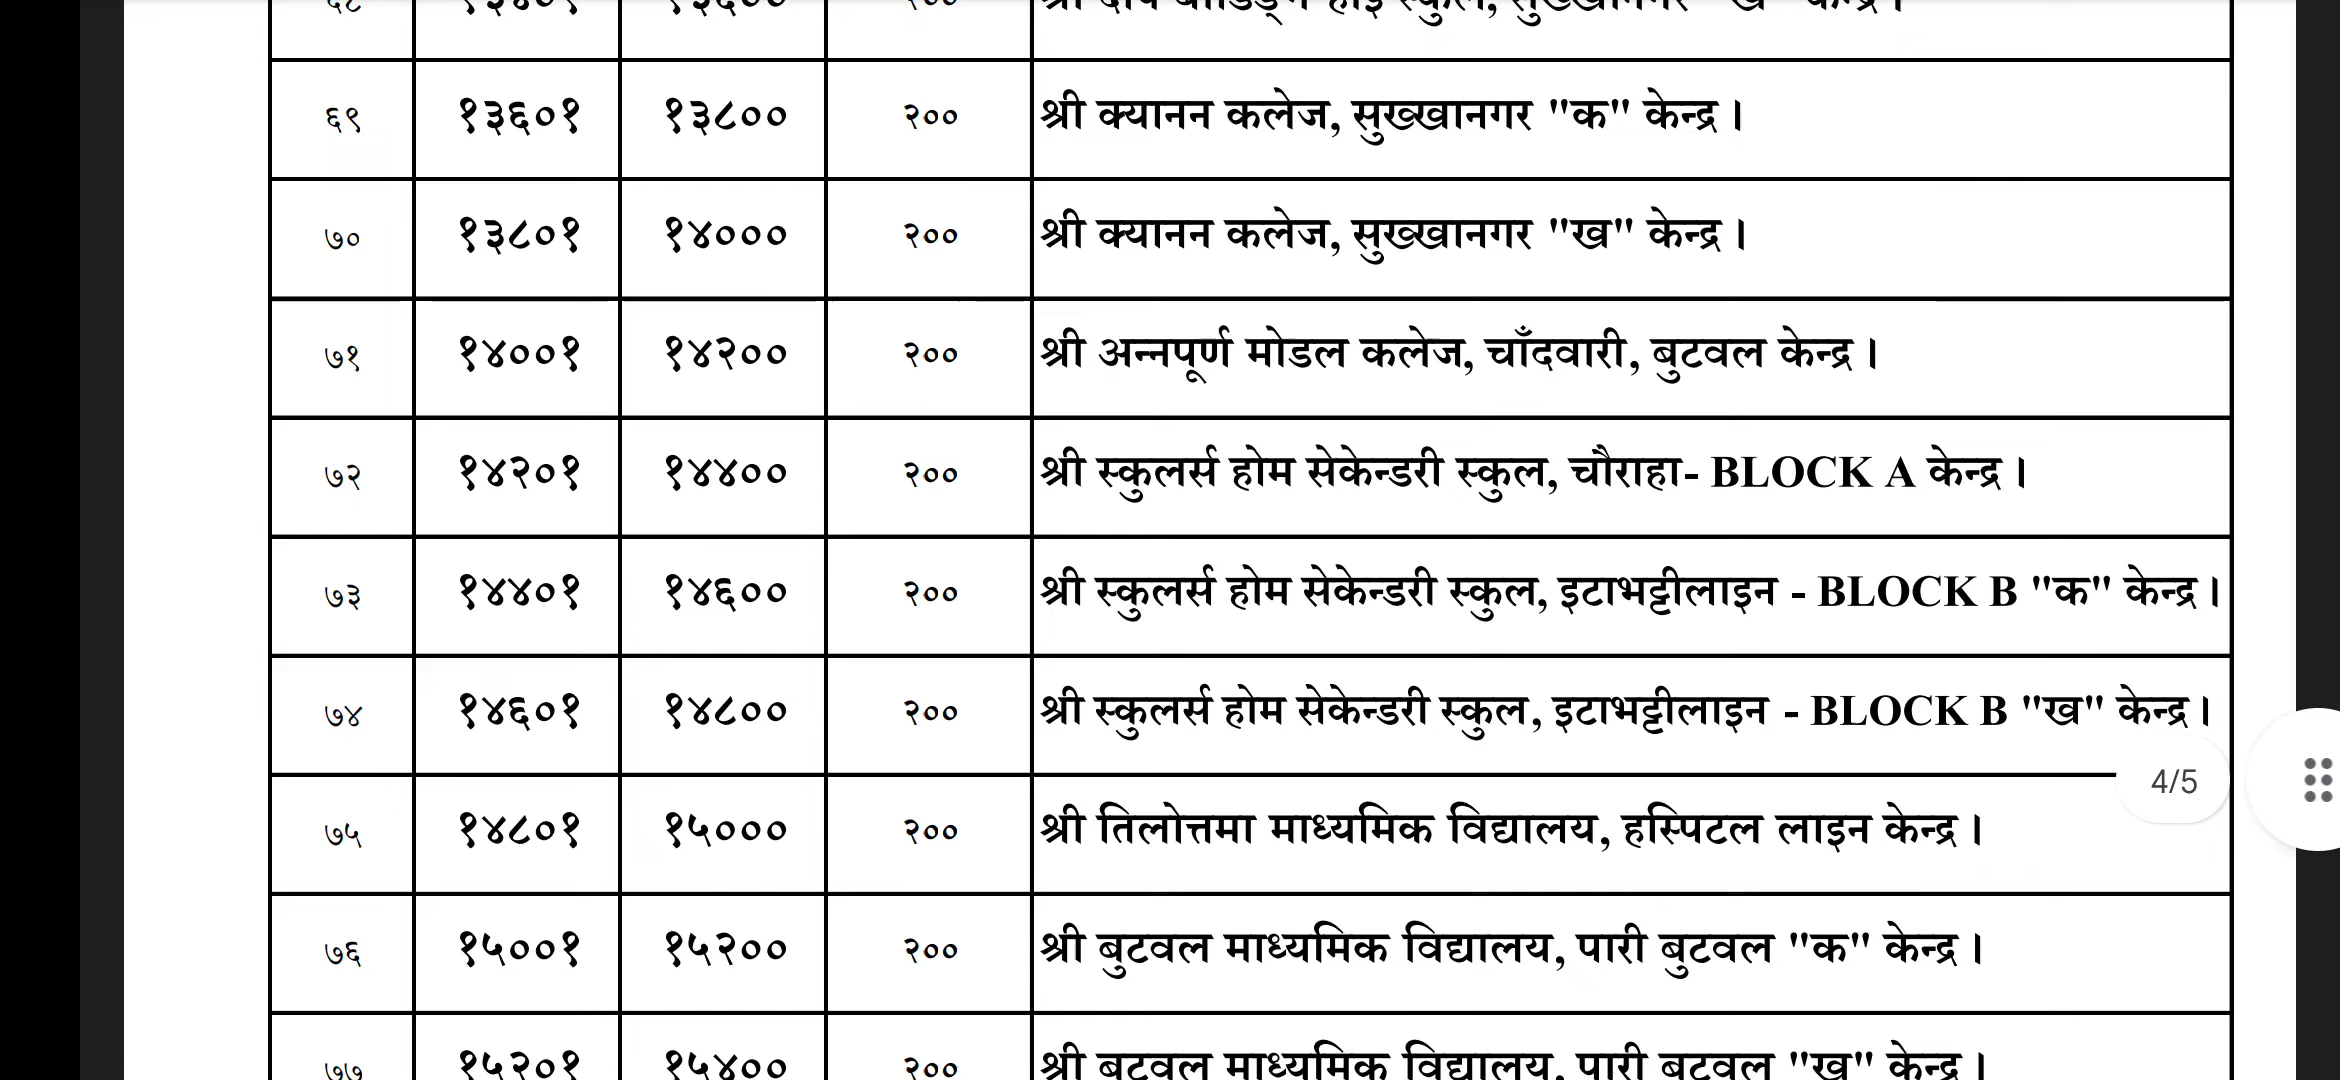 ६९ १३६०१ १३८०० २०० श्री क्यानन कलेज, सुख्खानगर "क" केन्द्र ।
७० १३८०१ १४००० २०० श्री क्यानन कलेज, सुख्खानगर "ख" केन्द्र ।
७१ १४००१ १४२०० २०० श्री अन्नपूर्ण मोडल कलेज, चाँदवारी, बुटवल केन्द्र ।
७२ १४२०१ १४४०० २०० श्री स्कुलर्स होम सेकेन्डरी स्कुल, चौराहा- BLOCK A केन्द्र ।
७३ १४४०१ १४६०० २०० श्री स्कुलर्स होम सेकेन्डरी स्कुल, इटाभट्टीलाइन - BLOCK B "क" केन्द्र ।
७४ १४६०१ १४८०० २०० श्री स्कुलर्स होम सेकेन्डरी स्कुल, इटाभट्टीलाइन - BLOCK B "ख" केन्द्र ।
4/5
७५ १४८०१ १५००० २०० श्री तिलोत्तमा माध्यमिक विद्यालय, हस्पिटल लाइन केन्द्र ।
७६ १५००१ १५२०० २०० श्री बुटवल माध्यमिक विद्यालय, पारी बुटवल "क" केन्द्र ।
७७ १५२०१ १५४०० २०० श्री बुटवल माध्यमिक विद्यालय, पारी बुटवल "ख" केन्द्र ।